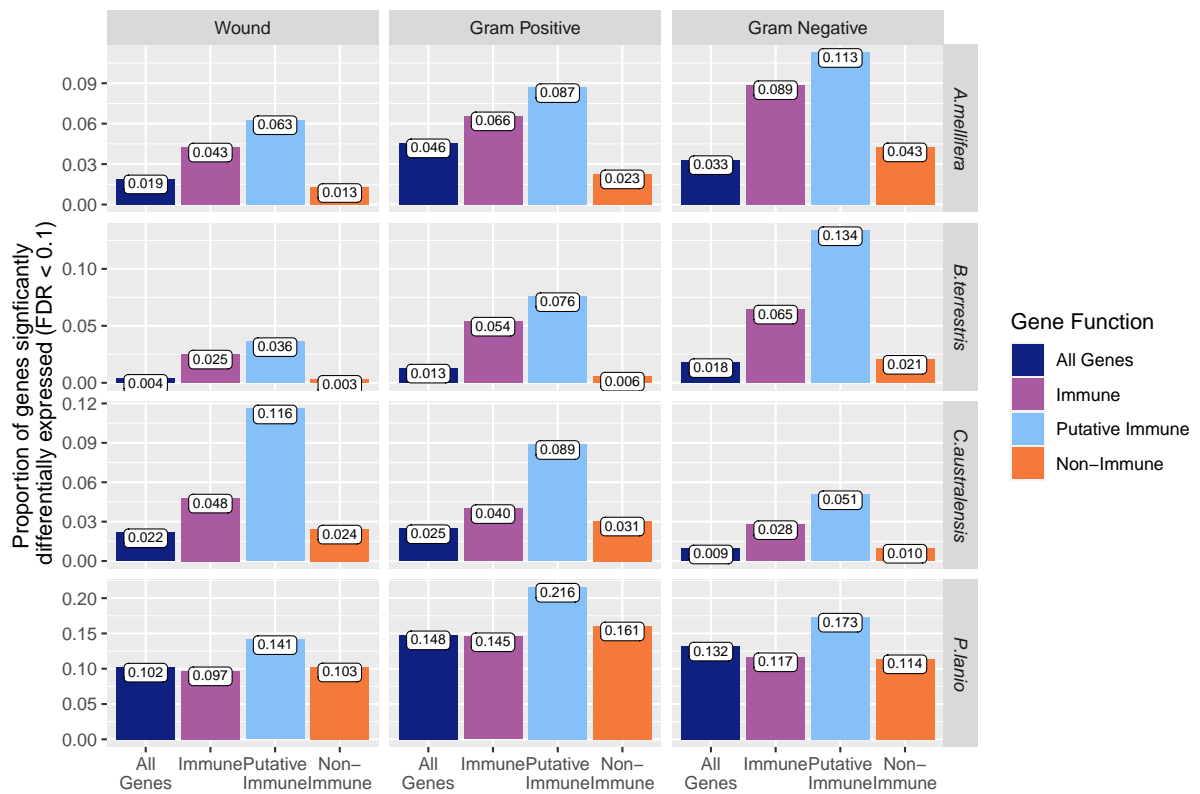 Wound
Gram Positive
Gram Negative
Proportion of genes signficantly
differentially expressed (FDR < 0.1)
0.09
0.06
0.03
0.00
0.019
0.043
0.063
0.013
0.046
0.066
0.087
0.023
0.033
0.089
0.113
0.043
A.mellifera
0.10
0.05
0.00
0.004
0.025
0.036
0.003
0.013
0.054
0.076
0.006
0.018
0.065
0.134
0.021
B.terrestris
0.12
0.09
0.06
0.03
0.00
0.022
0.048
0.116
0.024
0.025
0.040
0.089
0.031
0.009
0.028
0.051
0.010
C.australensis
0.20
0.15
0.10
0.05
0.00
0.102
0.097
0.141
0.103
0.148
0.145
0.216
0.161
0.132
0.117
0.173
0.114
P.lanio
All
Genes
Immune
Putative
Immune
Non−
Immune
All
Genes
Immune
Putative
Immune
Non−
Immune
All
Genes
Immune
Putative
Immune
Non−
Immune
Gene Function
All Genes
Immune
Putative Immune
Non−Immune